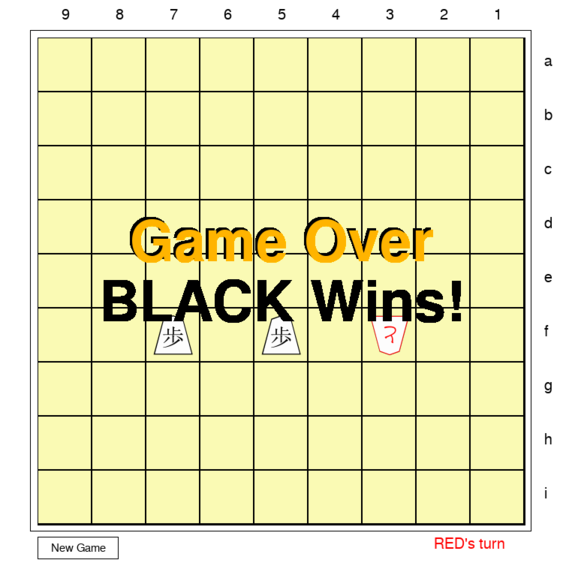 9 8 7 6 5 4 3 2 1
a
b
c
d
Game Over
e
BLACK Wins!
f
歩 歩
g
h
i
New Game
RED's turn